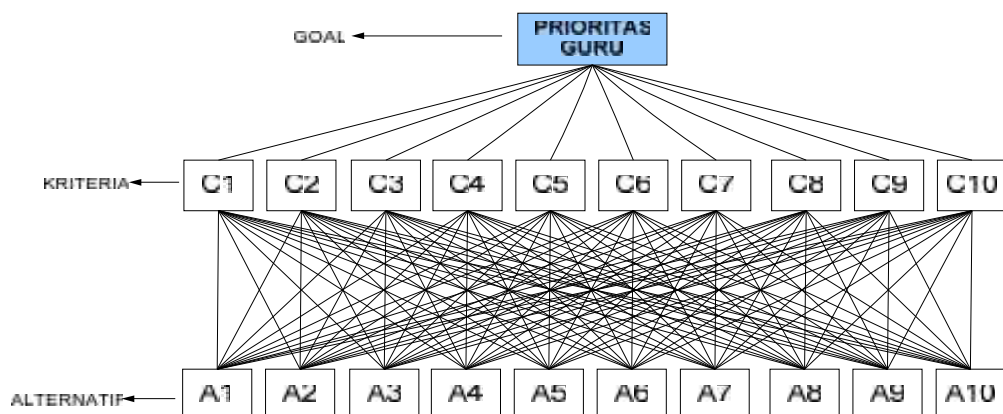 PRIORITAS
GURU
GOAL
KRITERIA
C1 C2 C3 C4 C5 C6 C7 C8 C9 C10
ALTERNATIF
A1 A2 A3 A4 A5 A6 A7 A8 A9 A10